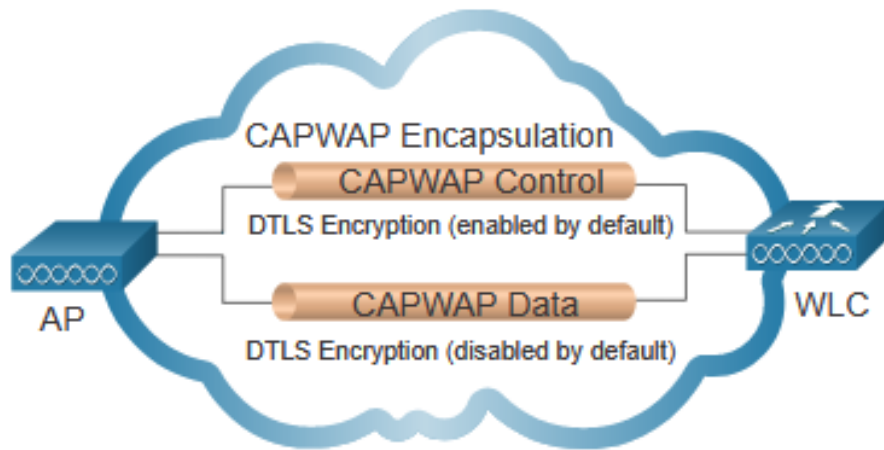 CAPWAP Encapsulation
CAPWAP Control
DTLS Encryption (enabled by default)
AP
WLC
CAPWAP Data
DTLS Encryption (disabled by default)